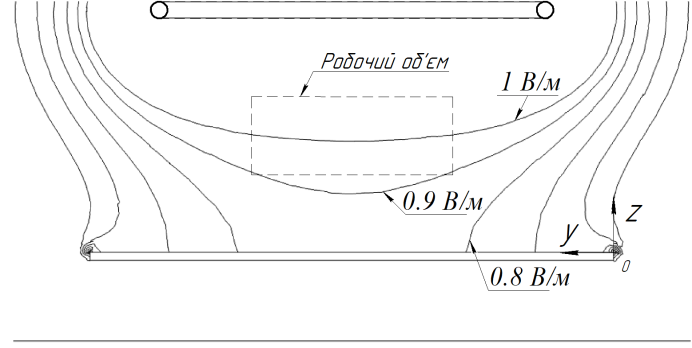 Робочий об'єм
1 В/м
0.9 В/м
z
y
0.8 В/м
0